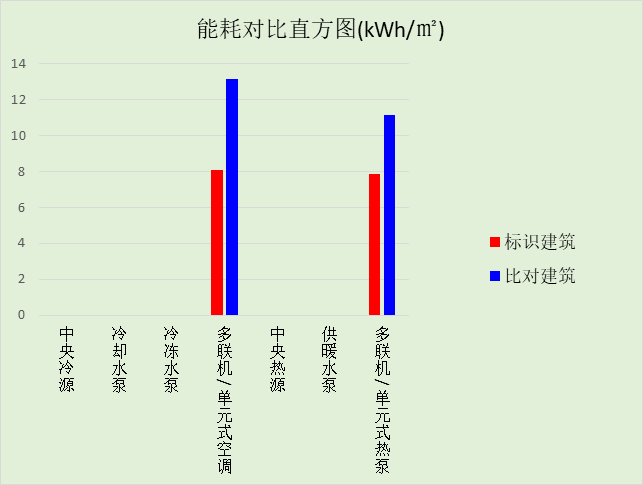 能耗对比直方图(kWh/㎡)
14
12
10
8
6
4
2
0
中央冷源
冷却水泵
冷冻水泵
多联机/单元式空调
中央热源
供暖水泵
多联机/单元式热泵
标识建筑
比对建筑